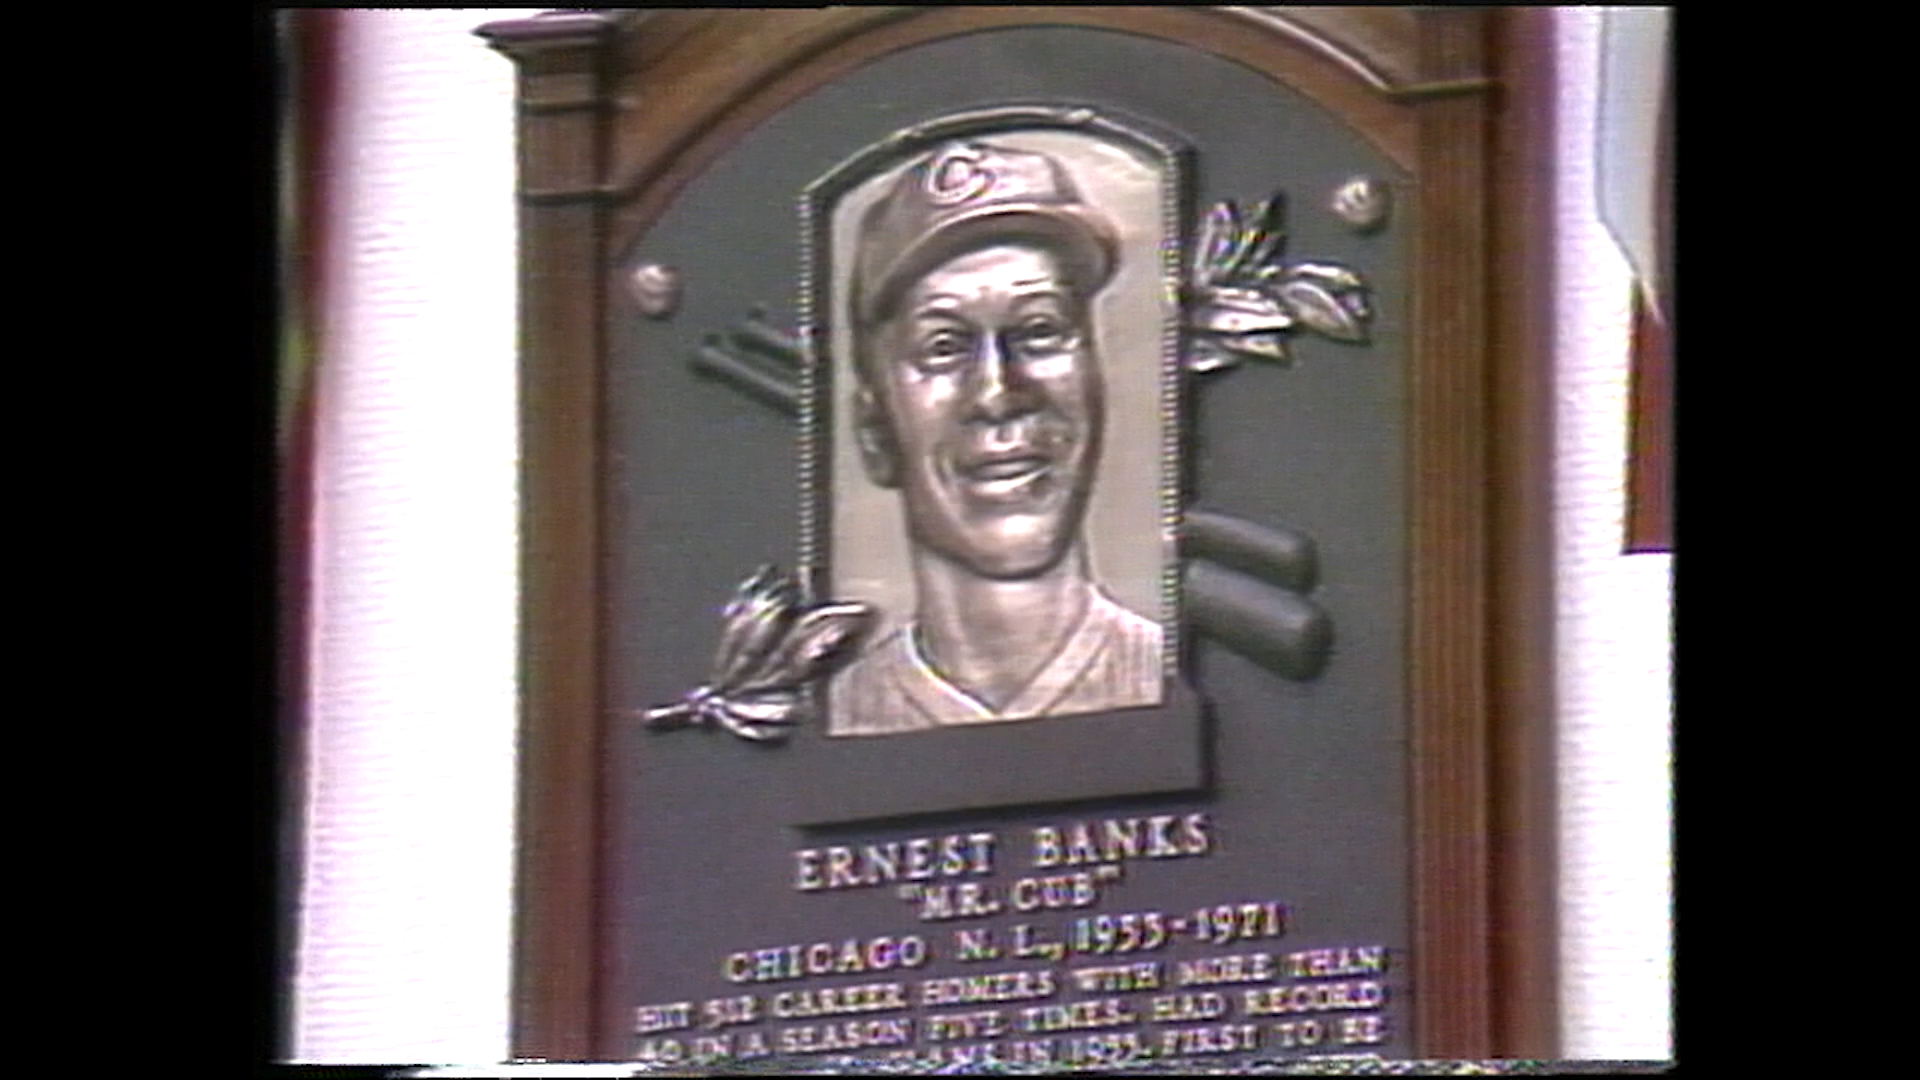 C
ERNEST BANKS
"MR. CUB"
CHICAGO N. L., 1953-1971
HIT 512 CAREER HOMERS WITH MORE THAN
40 IN A SEASON FIVE TIMES. HAD RECORD
SLAMS IN 1955. FIRST TO BE